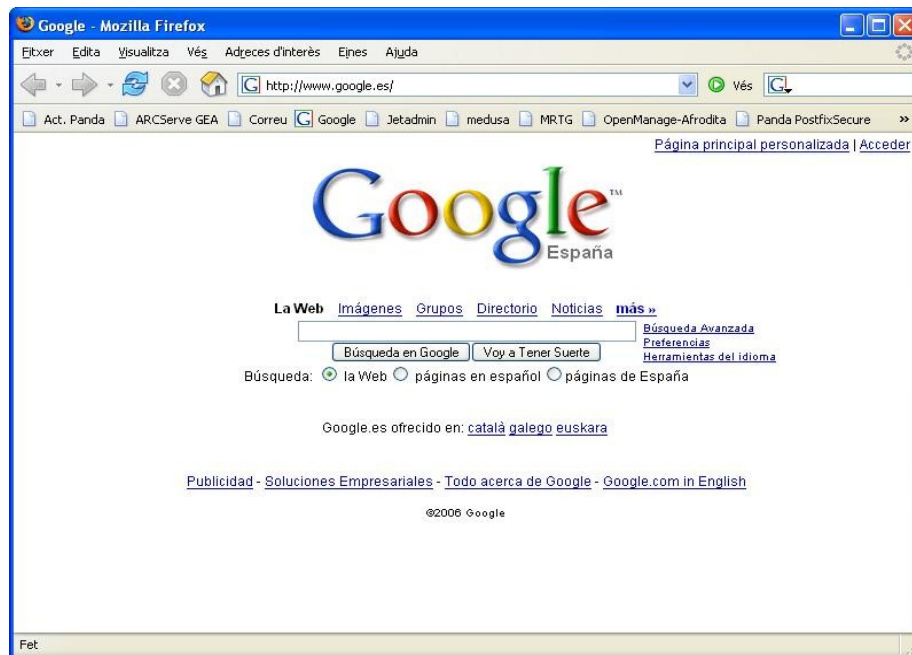 Google - Mozilla Firefox
Fitxer Edita Visualitza Vés Adreces d'interès Eines Ajuda
G http://www.google.es/ Vés G
Act. Panda ARCServe GEA Correu G Google Jetadmin medusa MRTG OpenManage-Afrodita Panda PostfixSecure »
Página principal personalizada | Acceder
Google™
España
La Web Imágenes Grupos Directorio Noticias más »
Búsqueda Avanzada
Preferencias
Búsqueda en Google Voy a Tener Suerte Herramientas del idioma
Búsqueda: la Web páginas en español páginas de España
Google.es ofrecido en: català galego euskara
Publicidad - Soluciones Empresariales - Todo acerca de Google - Google.com in English
©2006 Google
Fet